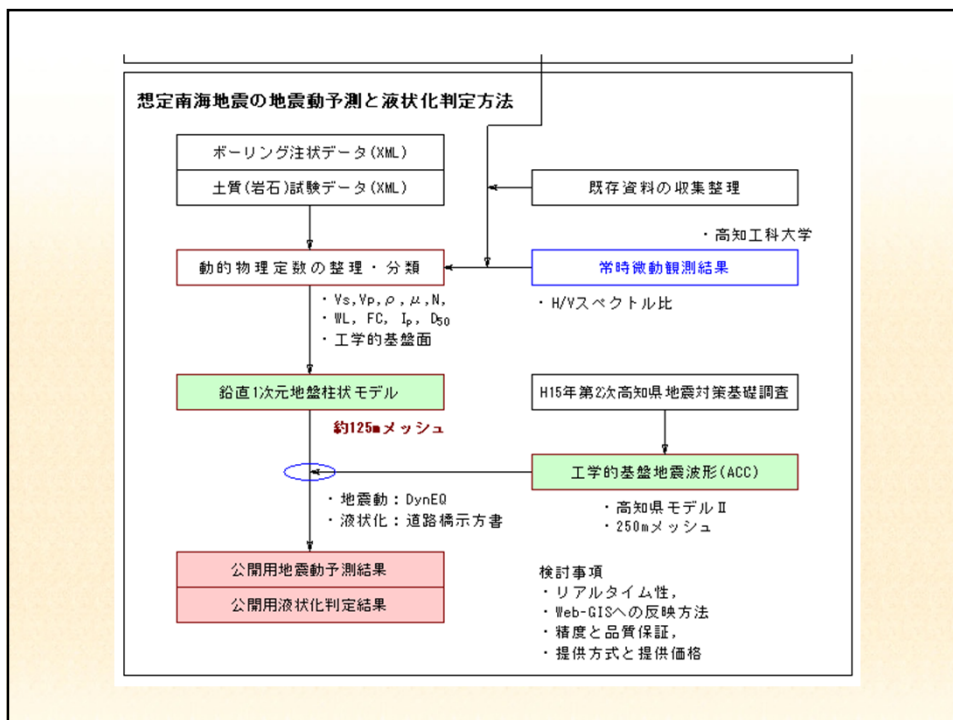 想定南海地震の地震動予測と液状化判定方法
ボーリング注状データ(XML)
土質(岩石)試験データ(XML)
既存資料の収集整理
・高知工科大学
動的物理定数の整理・分類
常時微動観測結果
・Vs,Vp,ρ,μ,N,
・WL, FC, Ip, D50
・工学的基盤面
・H/Vスペクトル比
鉛直1次元地盤柱状モデル
約125mメッシュ
H15年第2次高知県地震対策基礎調査
工学的基盤地震波形(ACC)
・高知県モデルⅡ
・250mメッシュ
・地震動：DynEQ
・液状化：道路橋示方書
公開用地震動予測結果
公開用液状化判定結果
検討事項
・リアルタイム性,
・Web-GISへの反映方法
・精度と品質保証,
・提供方式と提供価格